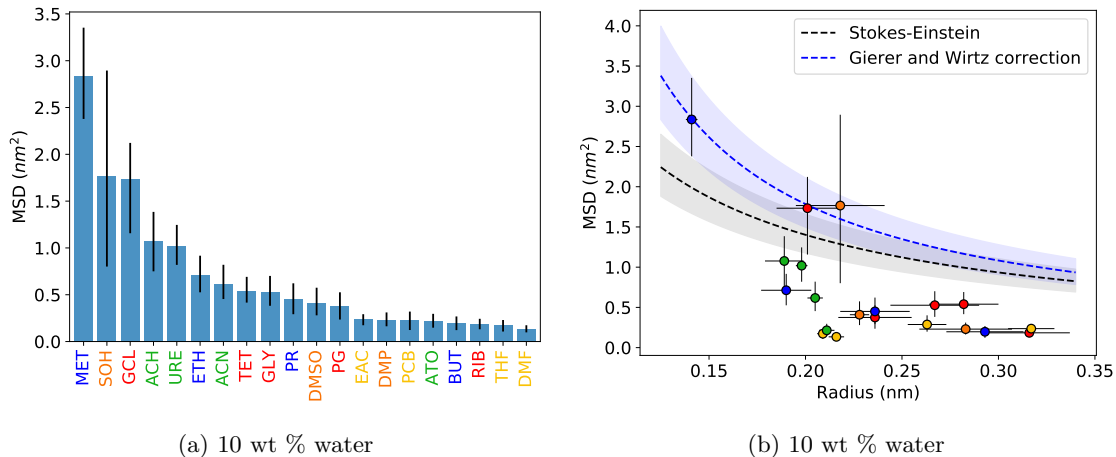 3.5
3.0
2.5
2.0
1.5
1.0
0.5
0.0
MSD (nm²)
MET
SOH
GCL
ACH
URE
ETH
ACN
TET
GLY
PR
DMSO
PG
EAC
DMP
PCB
ATO
BUT
RIB
THF
DMF
(a) 10 wt % water
4.0
3.5
3.0
2.5
2.0
1.5
1.0
0.5
0.0
MSD (nm²)
Stokes-Einstein
Gierer and Wirtz correction
0.15 0.20 0.25 0.30 0.35
Radius (nm)
(b) 10 wt % water